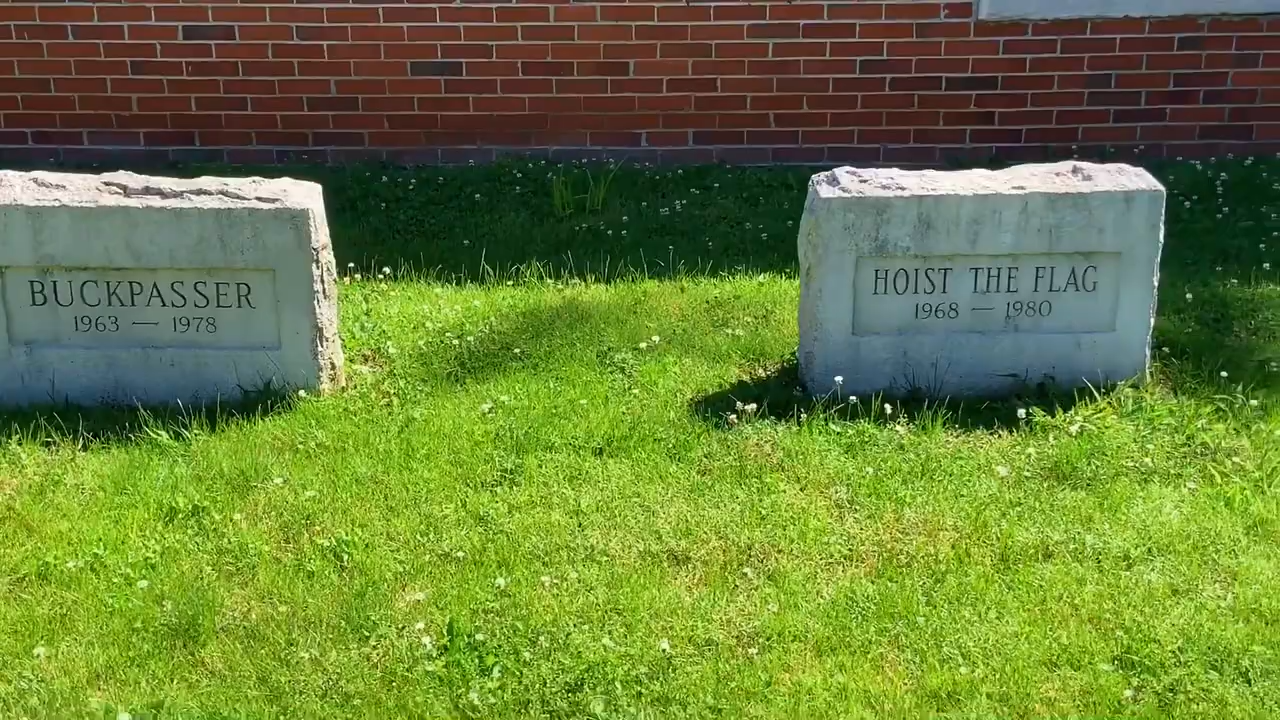 BUCKPASSER
1963 — 1978
HOIST THE FLAG
1968 — 1980